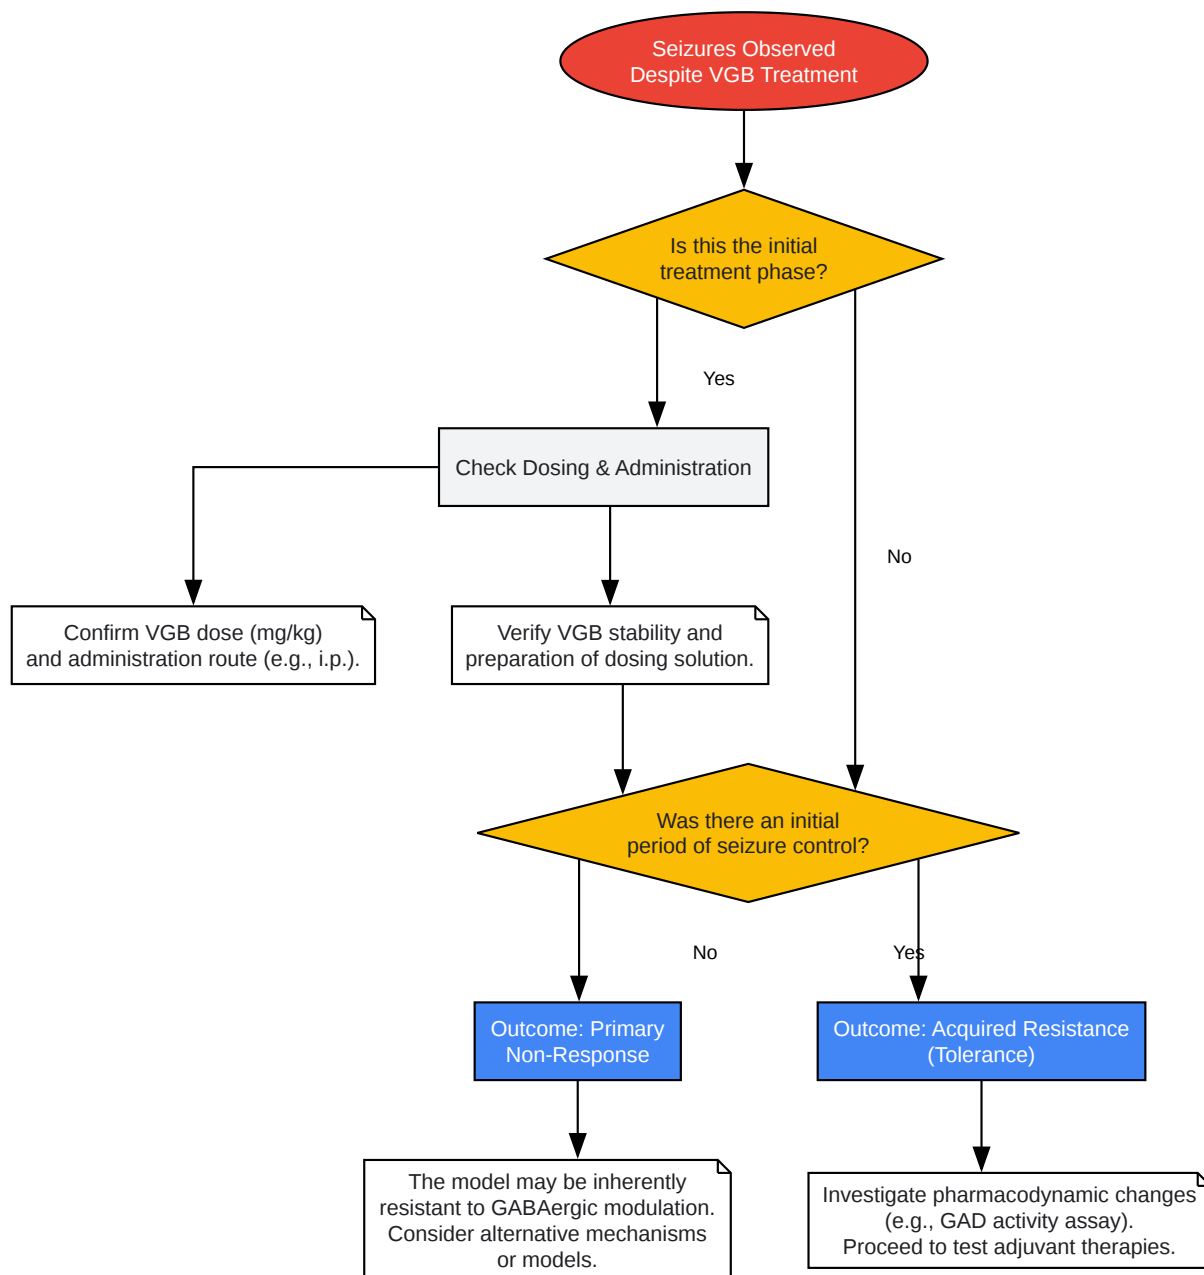 Seizures Observed
Despite VGB Treatment
Is this the initial
treatment phase?
Yes
Check Dosing & Administration
No
Confirm VGB dose (mg/kg)
and administration route (e.g., i.p.).
Verify VGB stability and
preparation of dosing solution.
Was there an initial
period of seizure control?
No
Yes
Outcome: Primary
Non-Response
Outcome: Acquired Resistance
(Tolerance)
The model may be inherently
resistant to GABAergic modulation.
Consider alternative mechanisms
or models.
Investigate pharmacodynamic changes
(e.g., GAD activity assay).
Proceed to test adjuvant therapies.